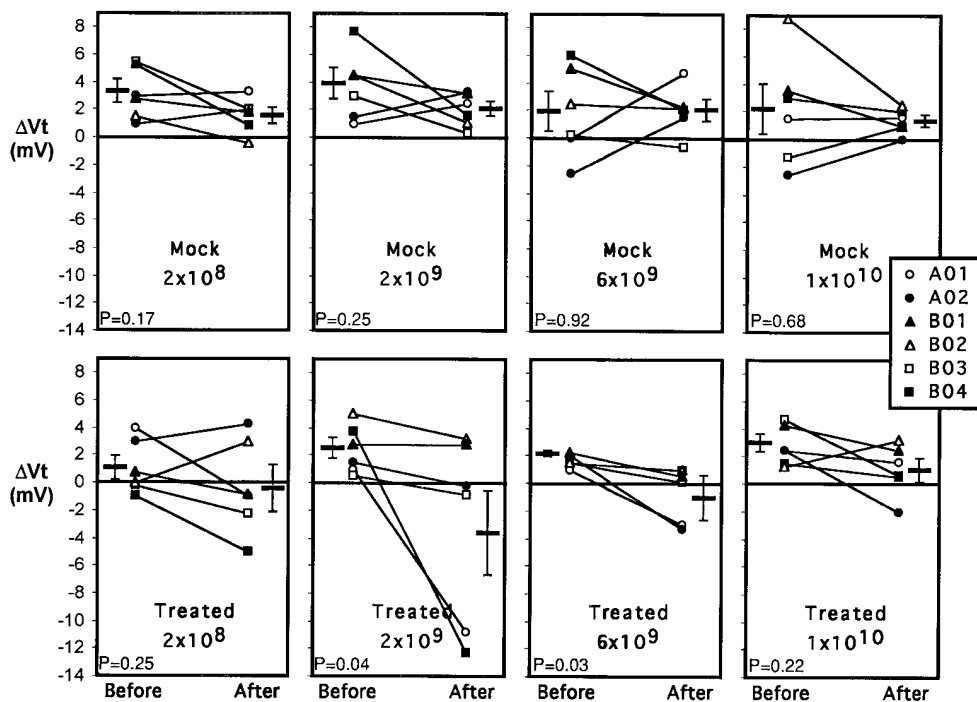 8
6
4
2
0
-2
-4
-6
-8
-10
-12
-14
ΔVt
(mV)
Mock
2x10⁸
P=0.17
Mock
2x10⁹
P=0.25
Mock
6x10⁹
P=0.92
Mock
1x10¹⁰
P=0.68
A01
A02
B01
B02
B03
B04
8
6
4
2
0
-2
-4
-6
-8
-10
-12
-14
ΔVt
(mV)
Treated
2x10⁸
P=0.25
Treated
2x10⁹
P=0.04
Treated
6x10⁹
P=0.03
Treated
1x10¹⁰
P=0.22
Before After
Before After
Before After
Before After